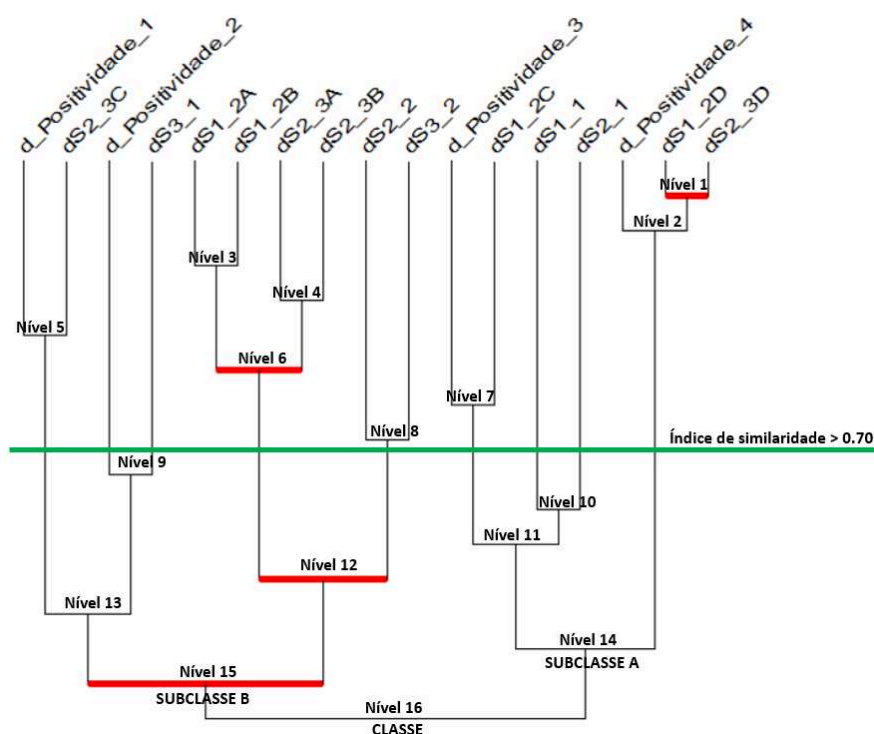 d_Positividade_1
dS2_3C
d_Positividade_2
dS3_1
dS1_2A
dS1_2B
dS2_3A
dS2_3B
dS2_2
dS3_2
d_Positividade_3
dS1_2C
dS1_1
dS2_1
d_Positividade_4
dS1_2D
dS2_3D
Nível 1
Nível 2
Nível 3
Nível 4
Nível 5
Nível 6
Nível 7
Nível 8
Índice de similaridade > 0.70
Nível 9
Nível 10
Nível 11
Nível 12
Nível 13
Nível 14
SUBCLASSE A
Nível 15
SUBCLASSE B
Nível 16
CLASSE